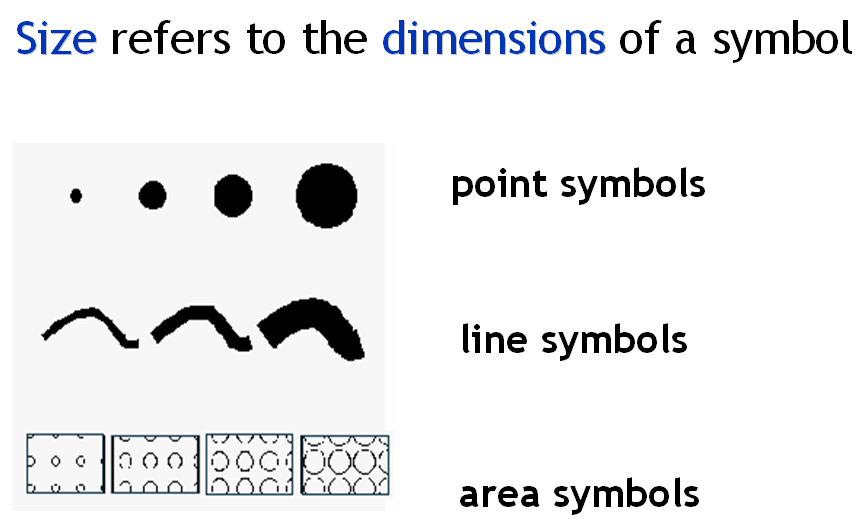 Size refers to the dimensions of a symbol
point symbols
line symbols
area symbols